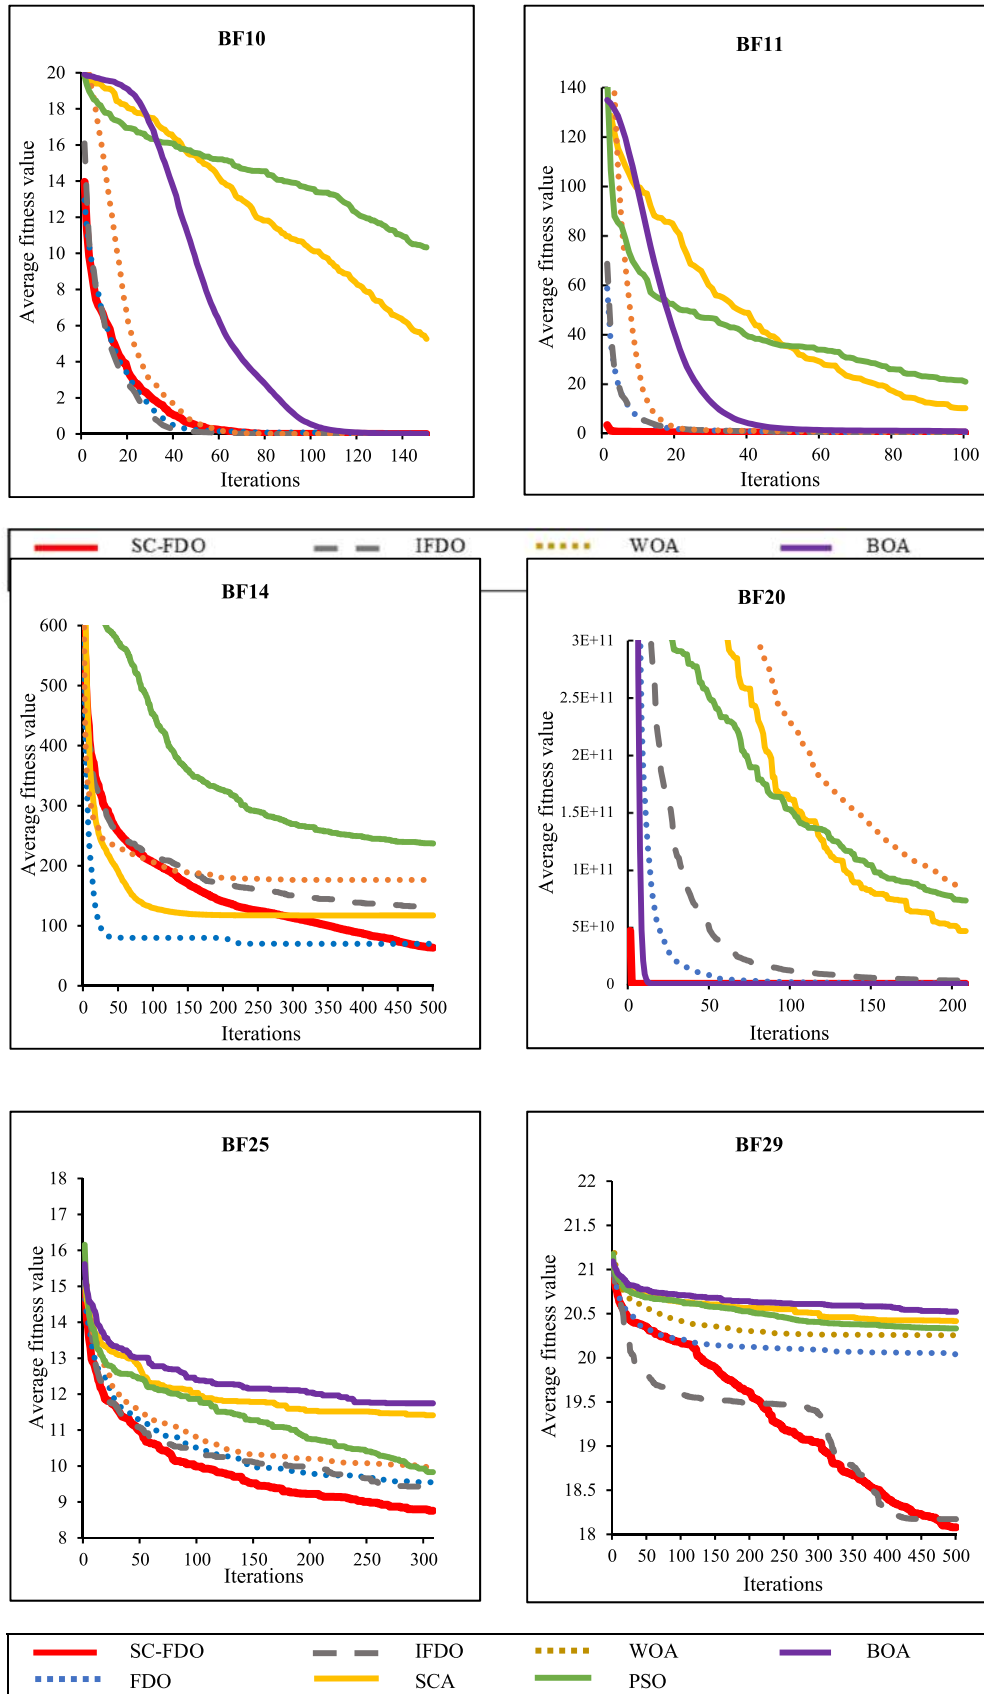 BF10
Average fitness value
20
18
16
14
12
10
8
6
4
2
0
0 20 40 60 80 100 120 140
Iterations
BF11
Average fitness value
140
120
100
80
60
40
20
0
0 20 40 60 80 100
Iterations
SC-FDO IFDO WOA BOA
BF14
Average fitness value
600
500
400
300
200
100
0
0 50 100 150 200 250 300 350 400 450 500
Iterations
BF20
Average fitness value
3E+11
2.5E+11
2E+11
1.5E+11
1E+11
5E+10
0
0 50 100 150 200
Iterations
BF25
Average fitness value
18
17
16
15
14
13
12
11
10
9
8
0 50 100 150 200 250 300
Iterations
BF29
Average fitness value
22
21.5
21
20.5
20
19.5
19
18.5
18
0 50 100 150 200 250 300 350 400 450 500
Iterations
SC-FDO IFDO WOA BOA
FDO SCA PSO